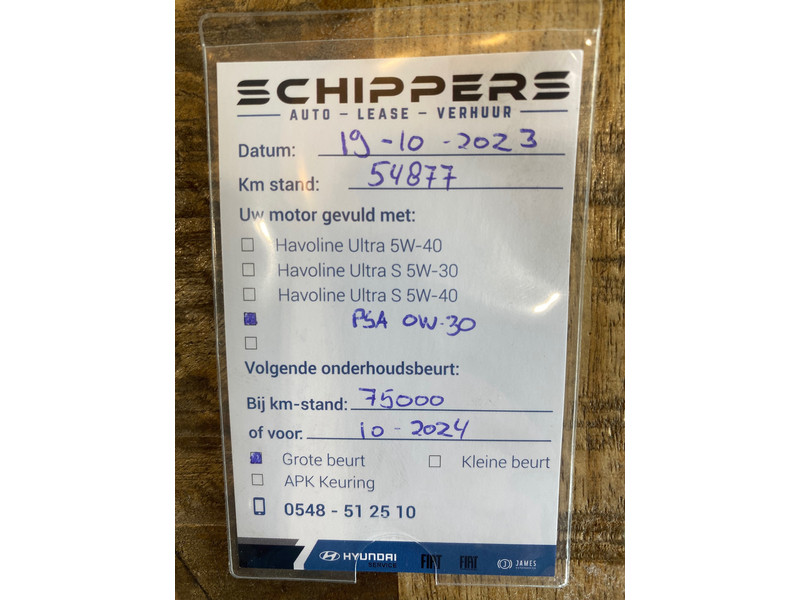 SCHIPPERS
AUTO – LEASE – VERHUUR
Datum: 19-10-2023
Km stand: 54877
Uw motor gevuld met:
Havoline Ultra 5W-40
Havoline Ultra S 5W-30
Havoline Ultra S 5W-40
PSA 0W-30
Volgende onderhoudsbeurt:
Bij km-stand: 75000
of voor: 10-2024
Grote beurt Kleine beurt
APK Keuring
0548 - 51 25 10
HYUNDAI SERVICE FIAT FIAT JAMES